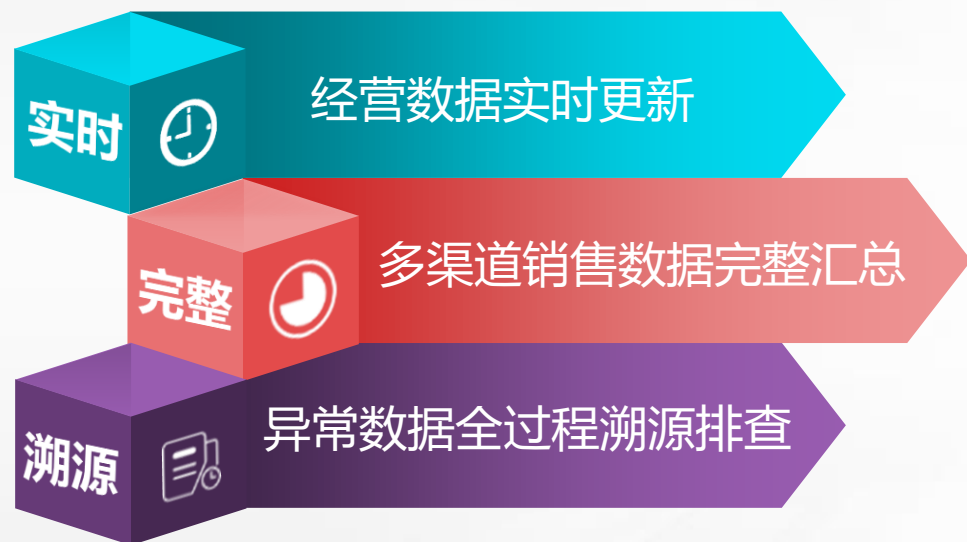 实时
经营数据实时更新
完整
多渠道销售数据完整汇总
溯源
异常数据全过程溯源排查